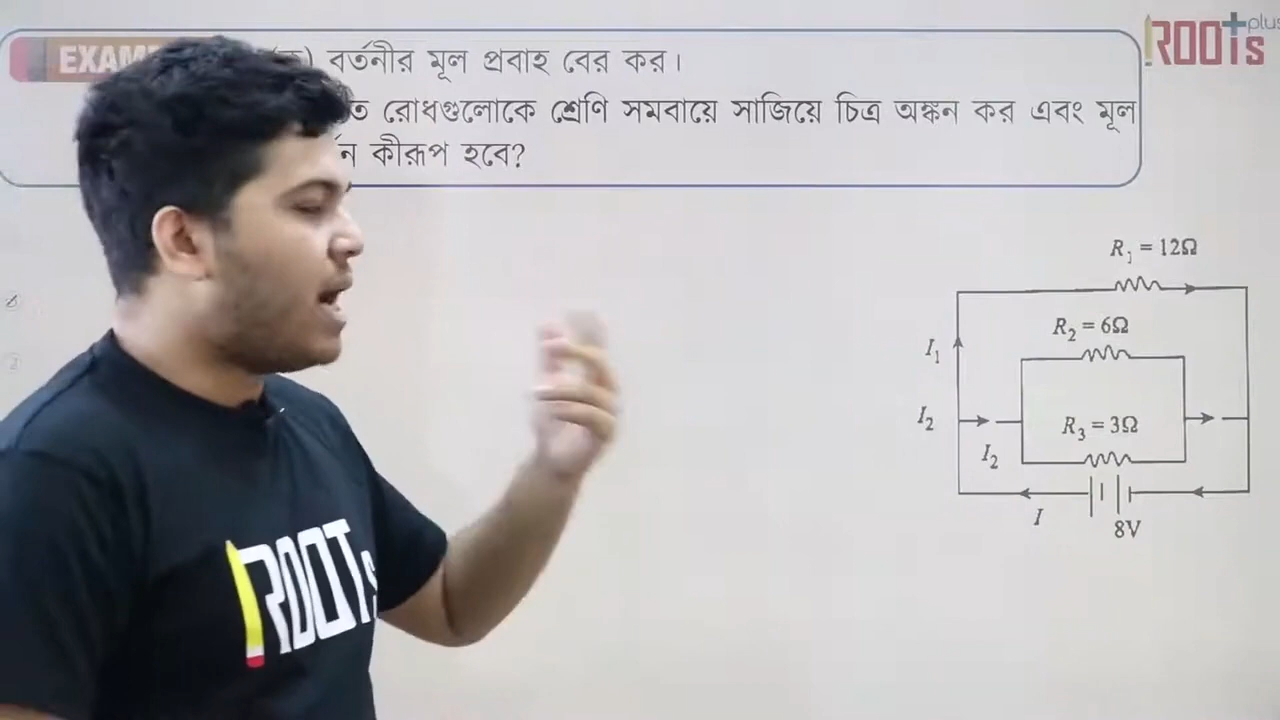 EXAM
বর্তনীর মূল প্রবাহ বের কর।
রোধগুলোকে শ্রেণি সমবায়ে সাজিয়ে চিত্র অঙ্কন কর এবং মূল
কীরূপ হবে?
ROOTs plus
R₁ = 12Ω
R₂ = 6Ω
I₁
I₂
R₃ = 3Ω
I₂
I
8V
ROOTs